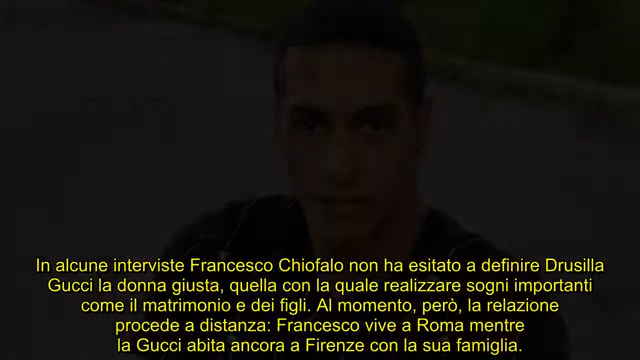 In alcune interviste Francesco Chiofalo non ha esitato a definire Drusilla
Gucci la donna giusta, quella con la quale realizzare sogni importanti
come il matrimonio e dei figli. Al momento, però, la relazione
procede a distanza: Francesco vive a Roma mentre
la Gucci abita ancora a Firenze con la sua famiglia.